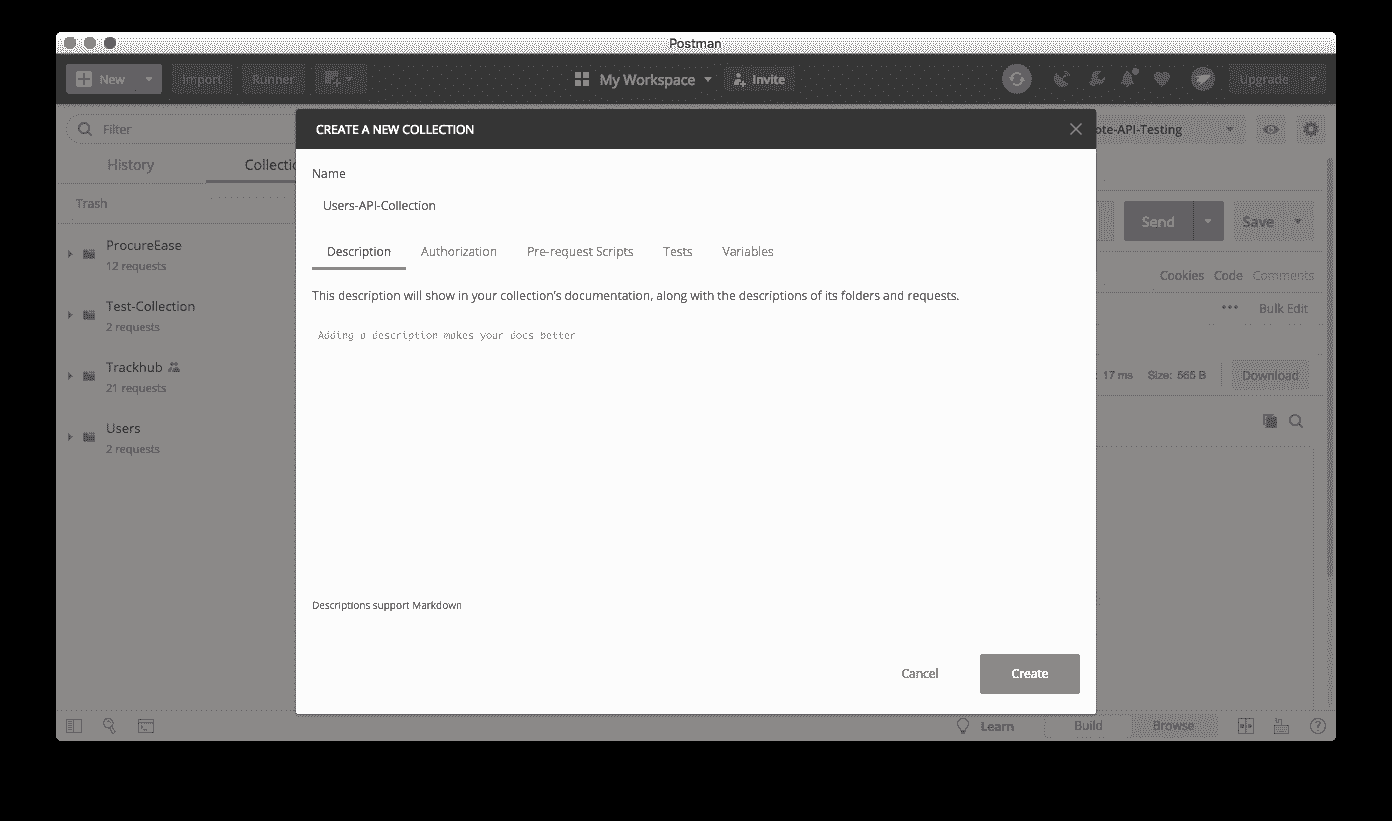 Postman
New Import Runner My Workspace Invite Upgrade
Filter
History
Collectio
Trash
ProcureEase
12 requests
Test-Collection
2 requests
Trackhub
21 requests
Users
2 requests
CREATE A NEW COLLECTION
Name
Users-API-Collection
Description Authorization Pre-request Scripts Tests Variables
This description will show in your collection's documentation, along with the descriptions of its folders and requests.
Adding a description makes your docs better
Descriptions support Markdown
Cancel Create
ote-API-Testing
Send Save
Cookies Code Comments
Bulk Edit
: 17 ms Size: 565 B Download
Learn Build Browse